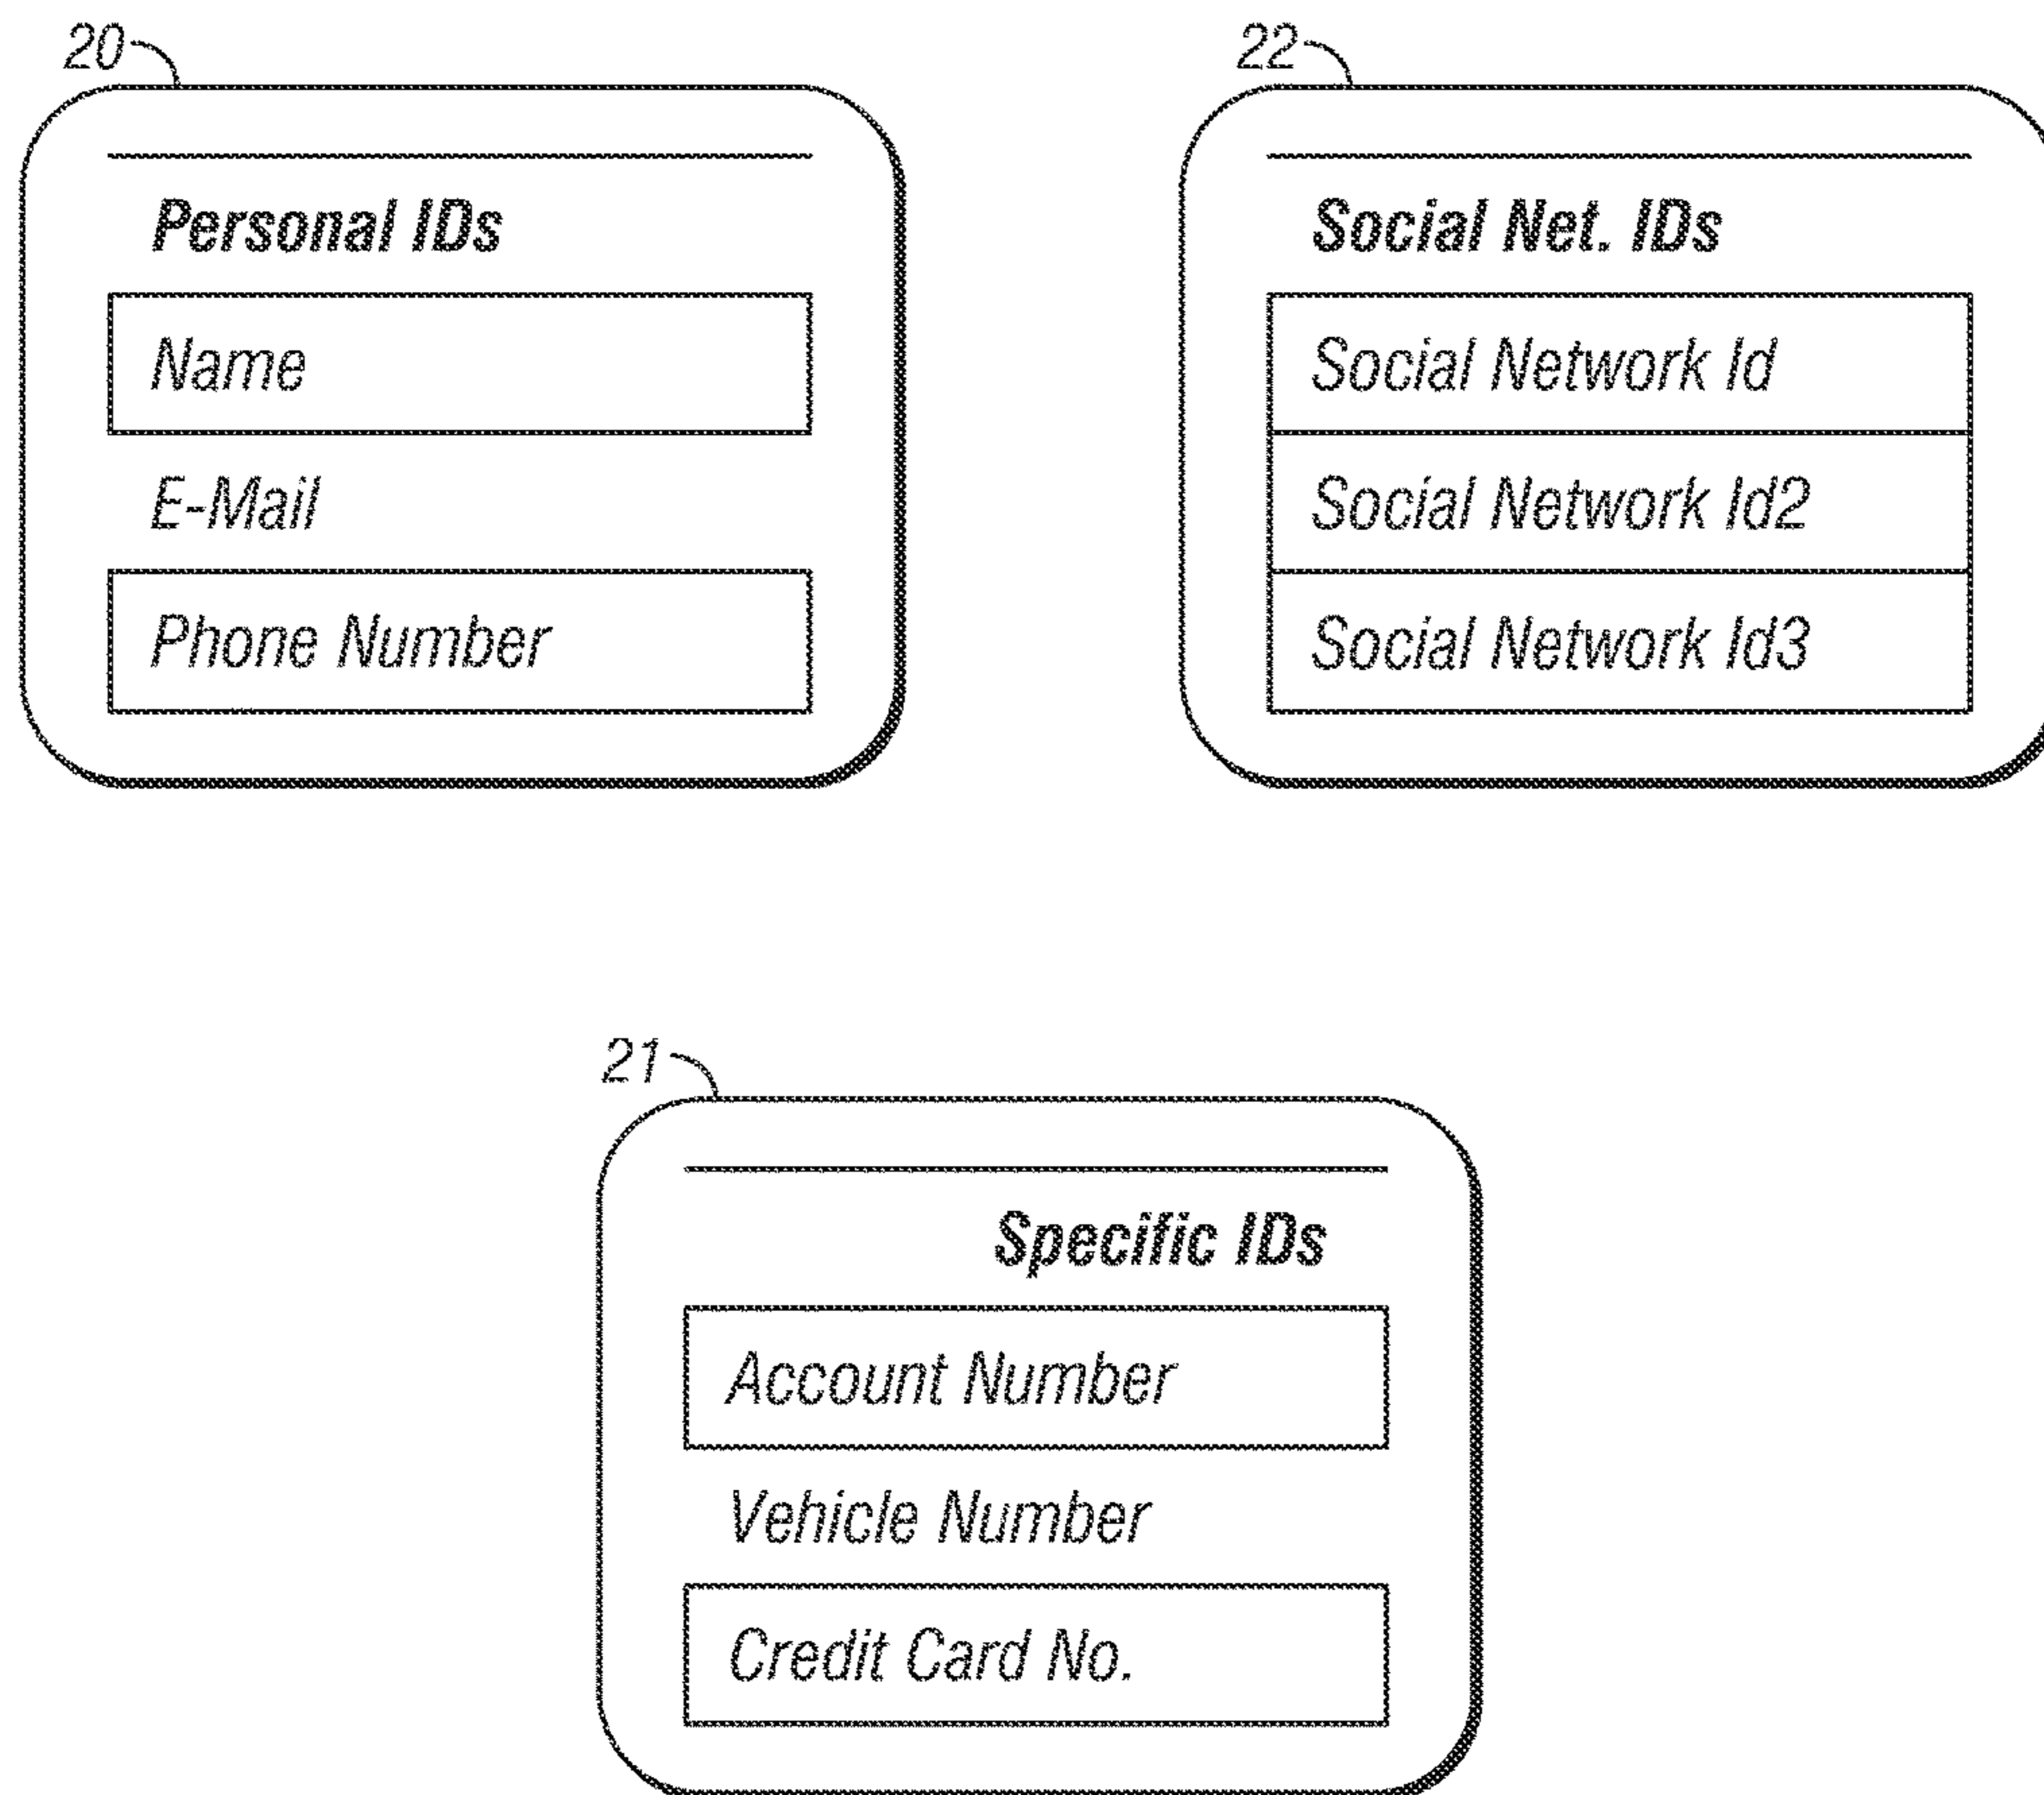 20
Personal IDs
Name
E-Mail
Phone Number
22
Social Net. IDs
Social Network Id
Social Network Id2
Social Network Id3
21
Specific IDs
Account Number
Vehicle Number
Credit Card No.